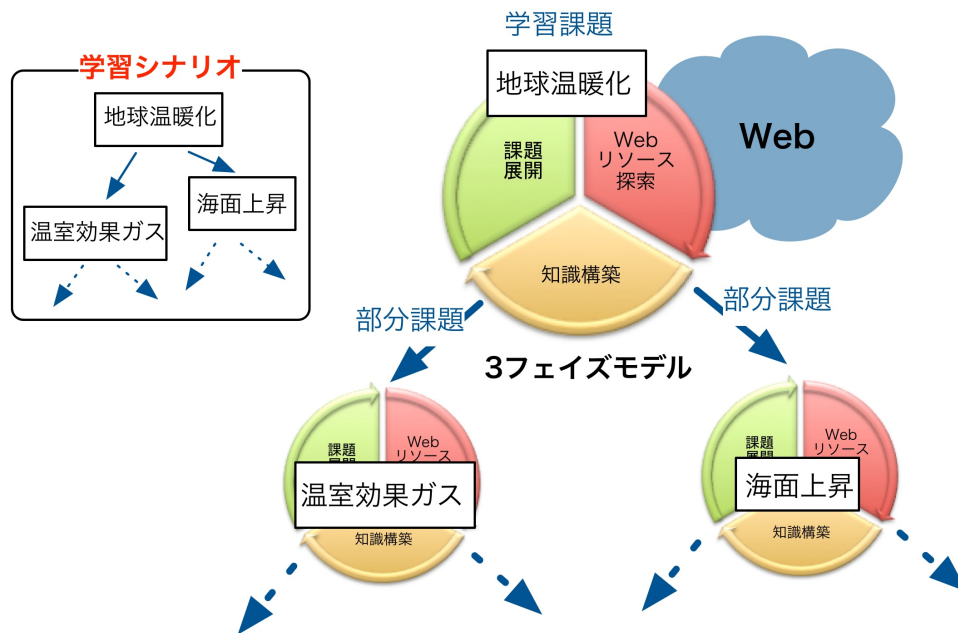 学習課題
学習シナリオ
地球温暖化
温室効果ガス
海面上昇
地球温暖化
課題
展開
Web
リソース
探索
知識構築
Web
部分課題
部分課題
3フェイズモデル
課題
展開
Web
リソース
温室効果ガス
知識構築
課題
展開
Web
リソース
海面上昇
知識構築